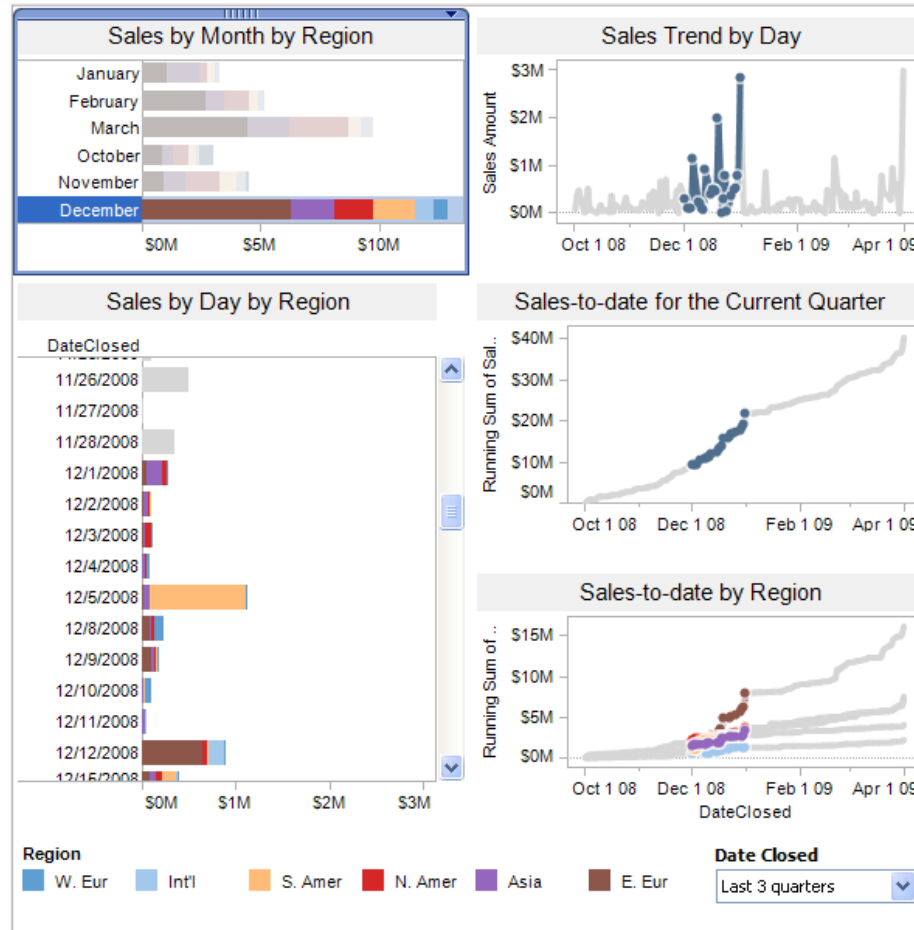 Sales by Month by Region
January
February
March
October
November
December
$0M $5M $10M
Sales Trend by Day
Sales Amount
$3M
$2M
$1M
$0M
Oct 1 08 Dec 1 08 Feb 1 09 Apr 1 09
Sales by Day by Region
DateClosed
11/26/2008
11/27/2008
11/28/2008
12/1/2008
12/2/2008
12/3/2008
12/4/2008
12/5/2008
12/8/2008
12/9/2008
12/10/2008
12/11/2008
12/12/2008
12/15/2008
$0M $1M $2M $3M
Sales-to-date for the Current Quarter
Running Sum of Sal..
$40M
$30M
$20M
$10M
$0M
Oct 1 08 Dec 1 08 Feb 1 09 Apr 1 09
Sales-to-date by Region
Running Sum of ..
$15M
$10M
$5M
$0M
Oct 1 08 Dec 1 08 Feb 1 09 Apr 1 09
DateClosed
Region
W. Eur Int'l S. Amer N. Amer Asia E. Eur
Date Closed
Last 3 quarters